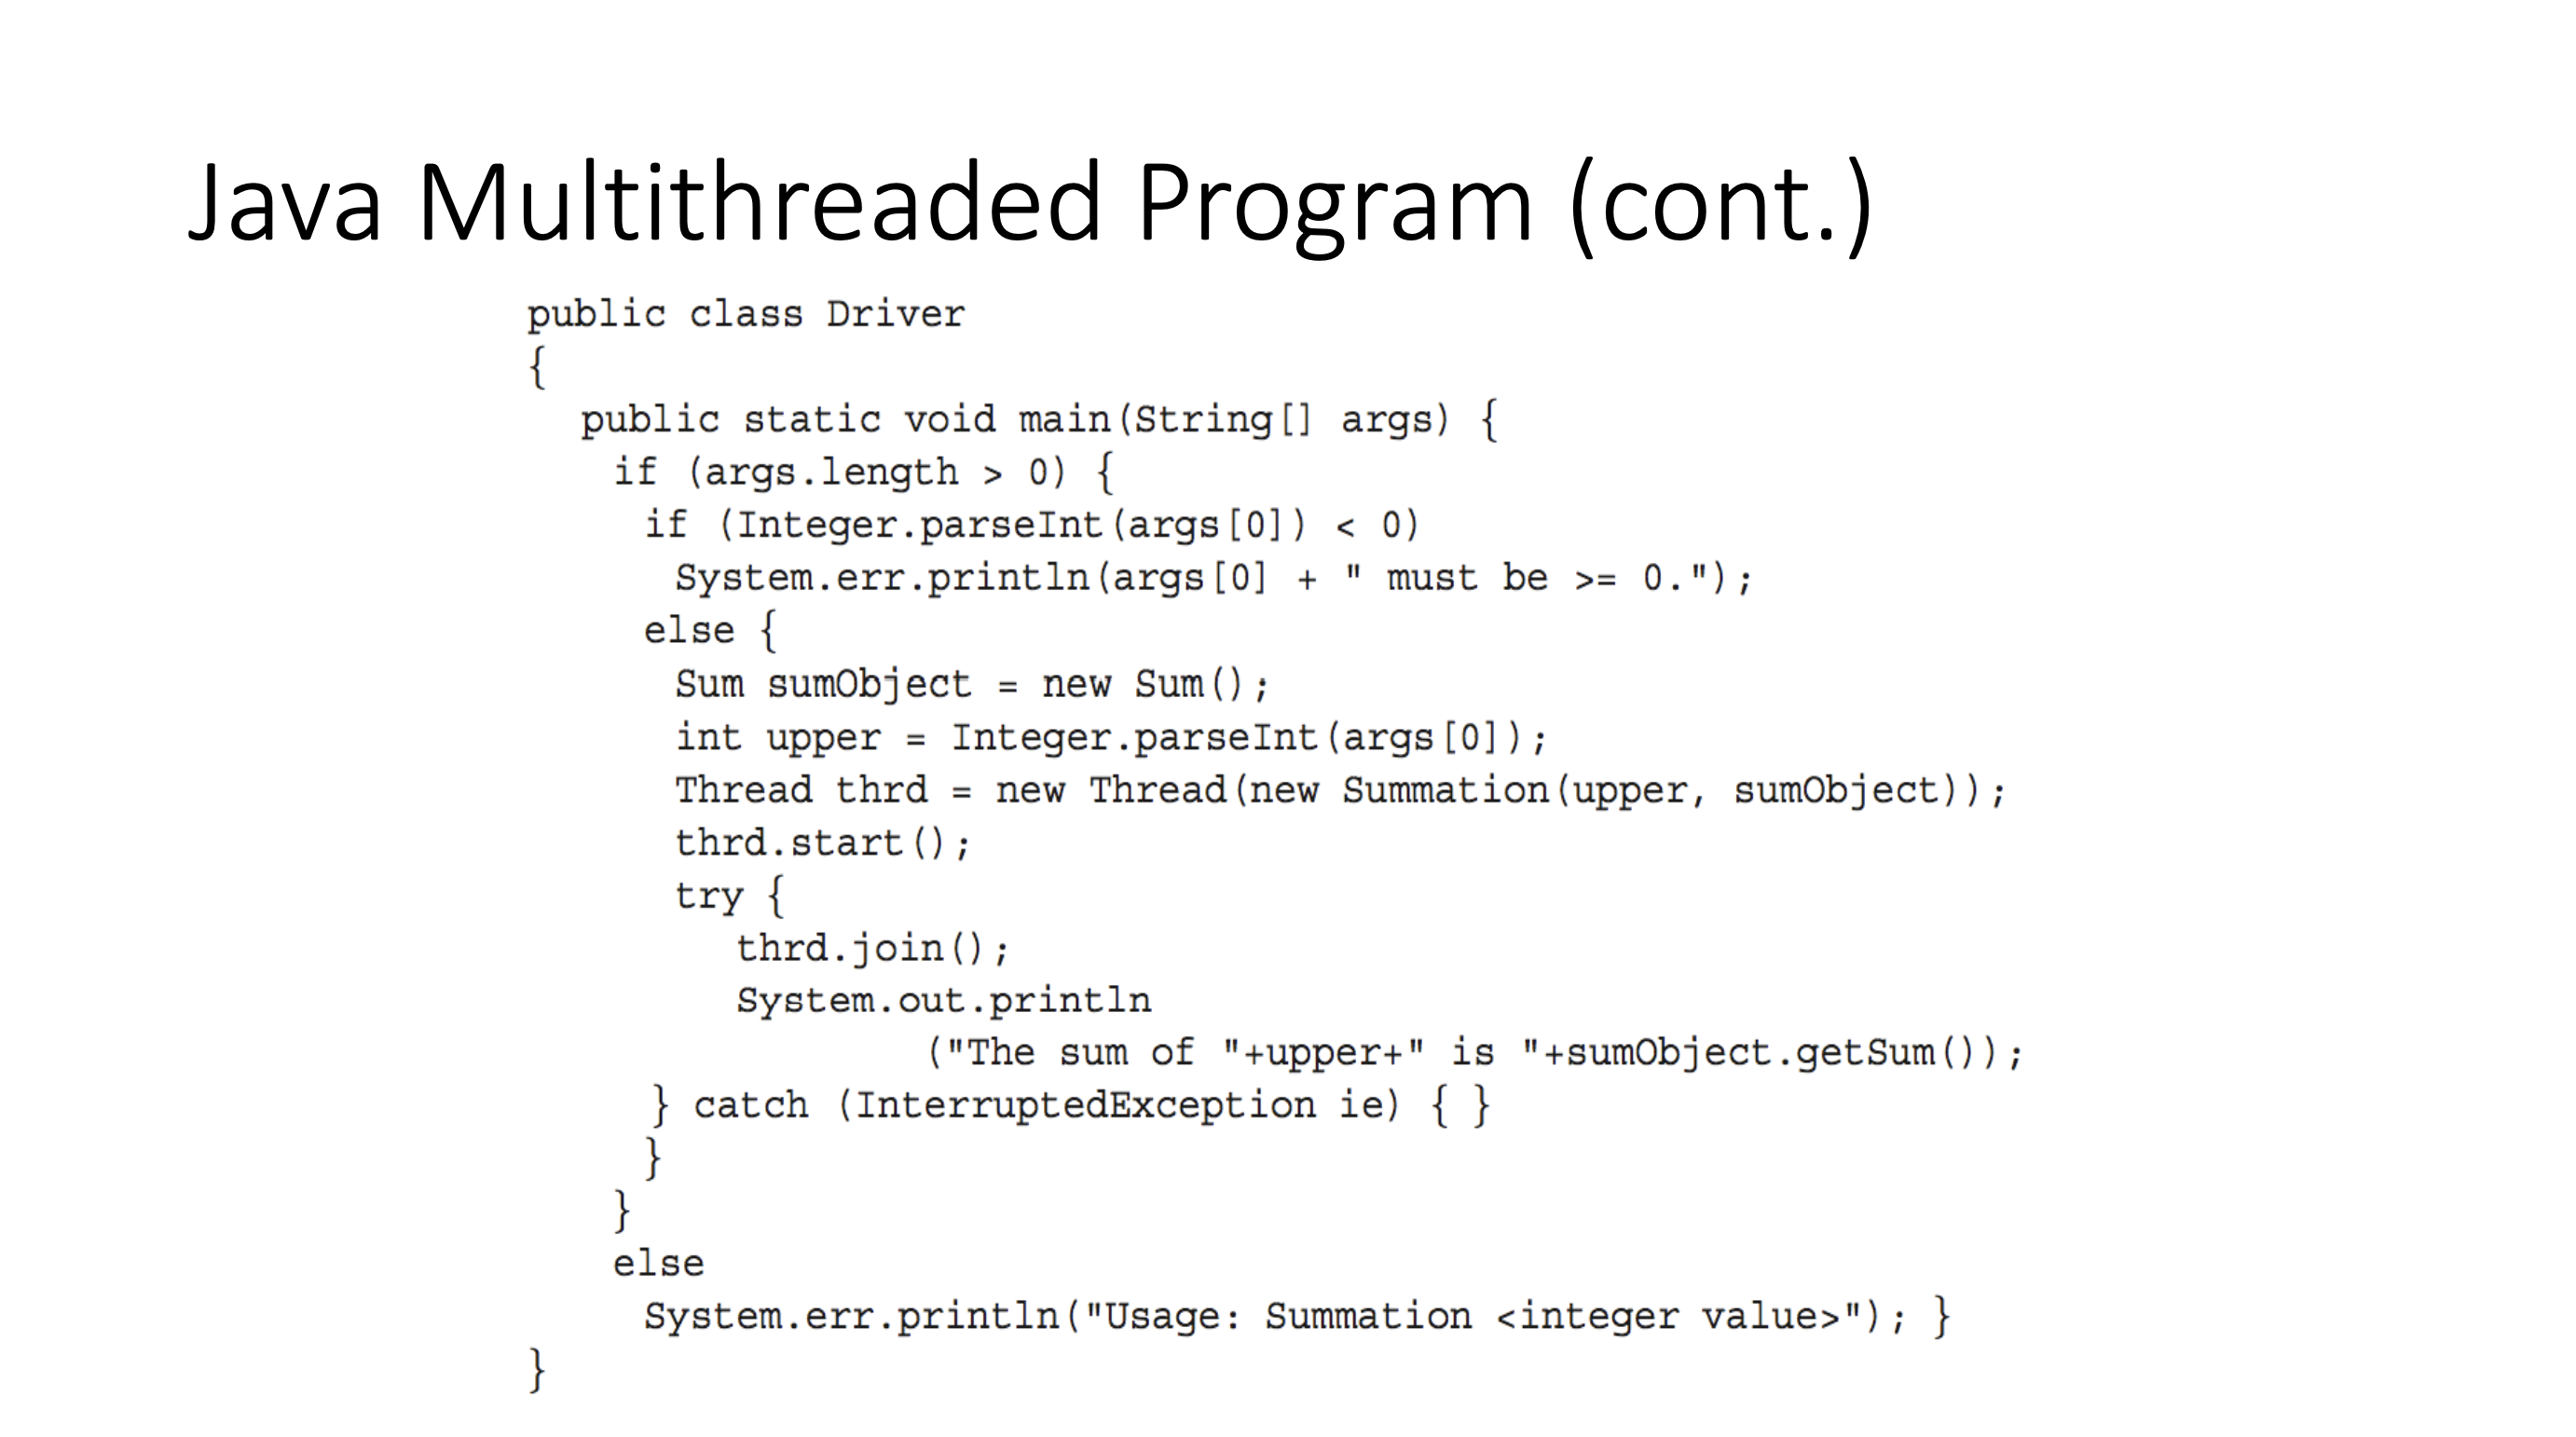 Java Multithreaded Program (cont.)
public class Driver
{
public static void main(String[] args) {
if (args.length > 0) {
if (Integer.parseInt(args[0]) < 0)
System.err.println(args[0] + " must be >= 0.");
else {
Sum sumObject = new Sum();
int upper = Integer.parseInt(args[0]);
Thread thrd = new Thread(new Summation(upper, sumObject));
thrd.start();
try {
thrd.join();
System.out.println
("The sum of "+upper+" is "+sumObject.getSum());
} catch (InterruptedException ie) { }
}
}
else
System.err.println("Usage: Summation <integer value>"); }
}